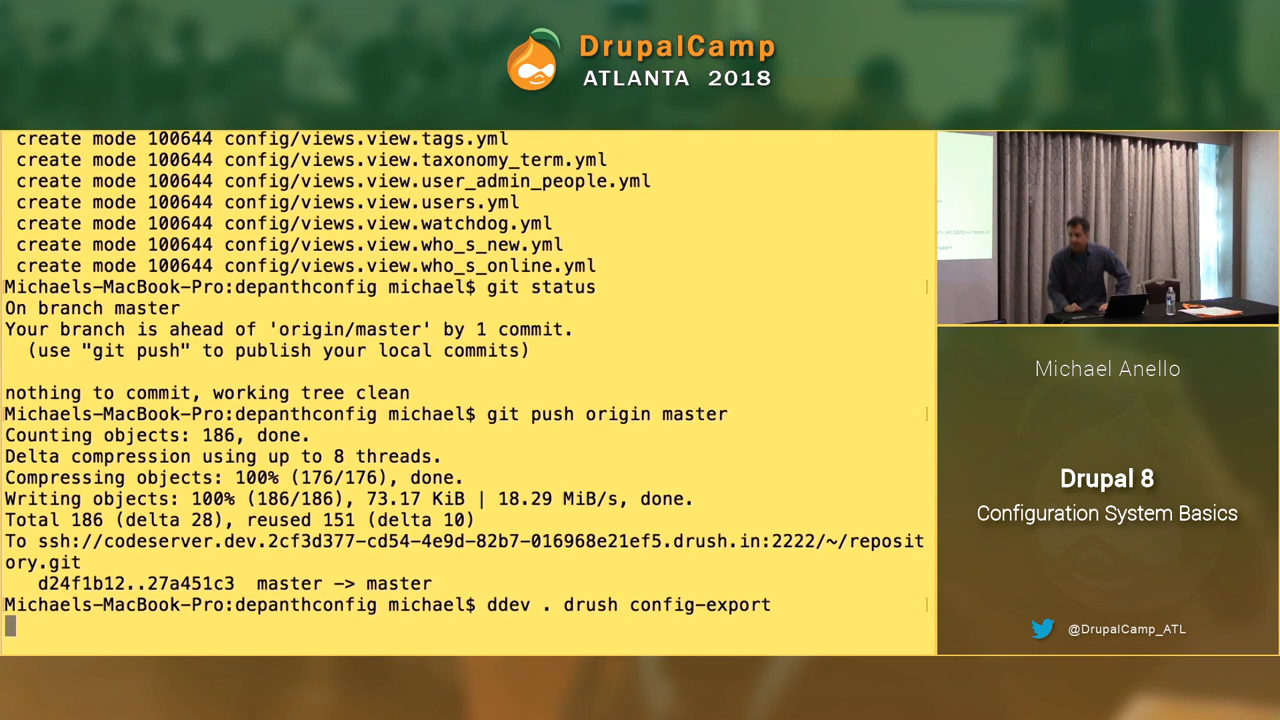 DrupalCamp
ATLANTA 2018
create mode 100644 config/views.view.tags.yml
create mode 100644 config/views.view.taxonomy_term.yml
create mode 100644 config/views.view.user_admin_people.yml
create mode 100644 config/views.view.users.yml
create mode 100644 config/views.view.watchdog.yml
create mode 100644 config/views.view.who_s_new.yml
create mode 100644 config/views.view.who_s_online.yml
Michaels-MacBook-Pro:depanthconfig michael$ git status
On branch master
Your branch is ahead of 'origin/master' by 1 commit.
(use "git push" to publish your local commits)
nothing to commit, working tree clean
Michaels-MacBook-Pro:depanthconfig michael$ git push origin master
Counting objects: 186, done.
Delta compression using up to 8 threads.
Compressing objects: 100% (176/176), done.
Writing objects: 100% (186/186), 73.17 KiB | 18.29 MiB/s, done.
Total 186 (delta 28), reused 151 (delta 10)
To ssh://codeserver.dev.2cf3d377-cd54-4e9d-82b7-016968e21ef5.drush.in:2222/~/reposit
ory.git
d24f1b12..27a451c3  master -> master
Michaels-MacBook-Pro:depanthconfig michael$ ddev . drush config-export
Michael Anello
Drupal 8
Configuration System Basics
@DrupalCamp_ATL